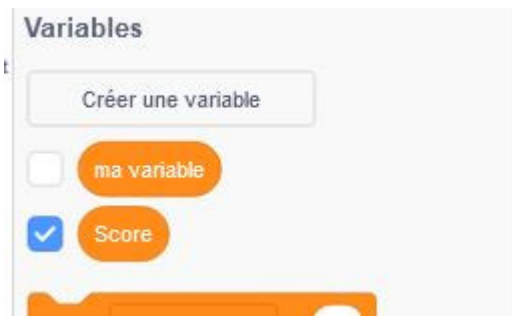 Variables
t
Créer une variable
ma variable
Score